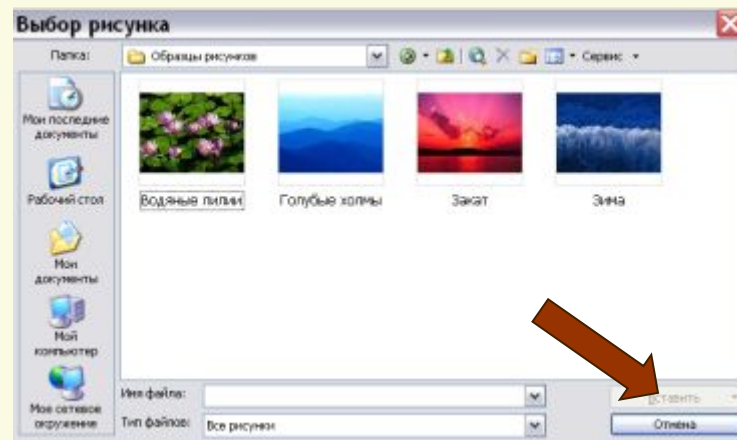 Выбор рисунка
Папка: Образцы рисунков Сервис
Мои последние документы
Рабочий стол
Мои документы
Мой компьютер
Мое сетевое окружение
Водяные лилии Голубые холмы Закат Зима
Имя файла: Вставить
Тип файлов: Все рисунки Отмена